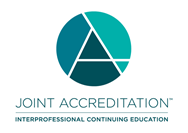 JOINT ACCREDITATION™
INTERPROFESSIONAL CONTINUING EDUCATION